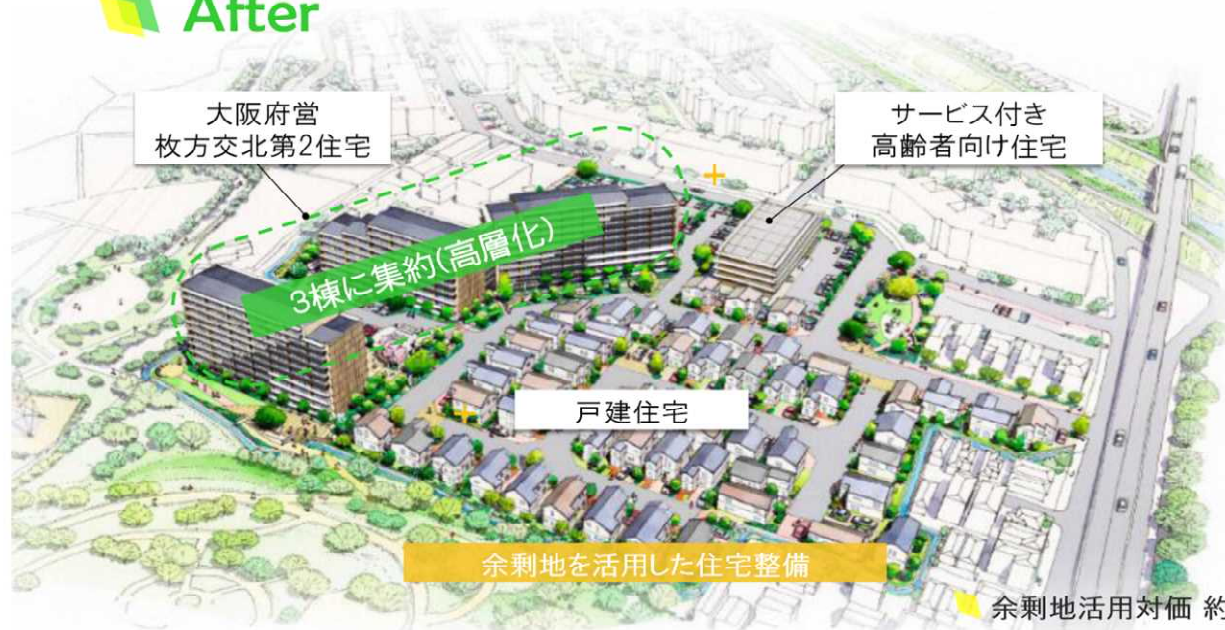 After
大阪府営
枚方交北第2住宅
サービス付き
高齢者向け住宅
3棟に集約(高層化)
戸建住宅
余剰地を活用した住宅整備
余剰地活用対価 約